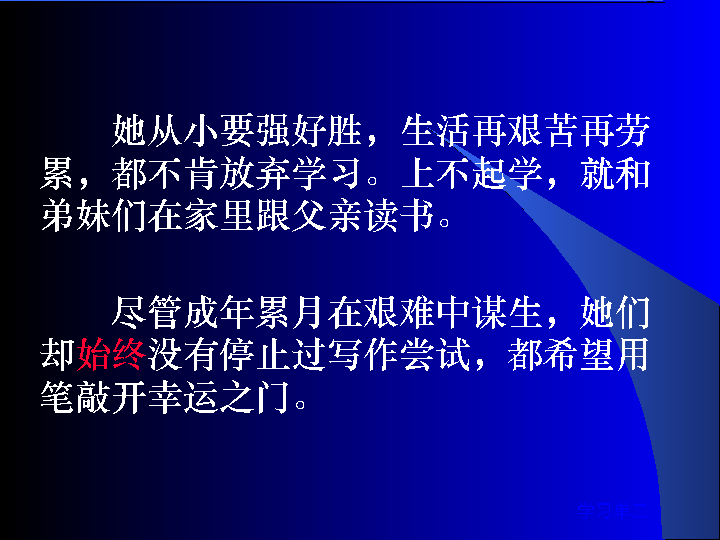 她从小要强好胜，生活再艰苦再劳
累，都不肯放弃学习。上不起学，就和
弟妹们在家里跟父亲读书。
尽管成年累月在艰难中谋生，她们
却始终没有停止过写作尝试，都希望用
笔敲开幸运之门。